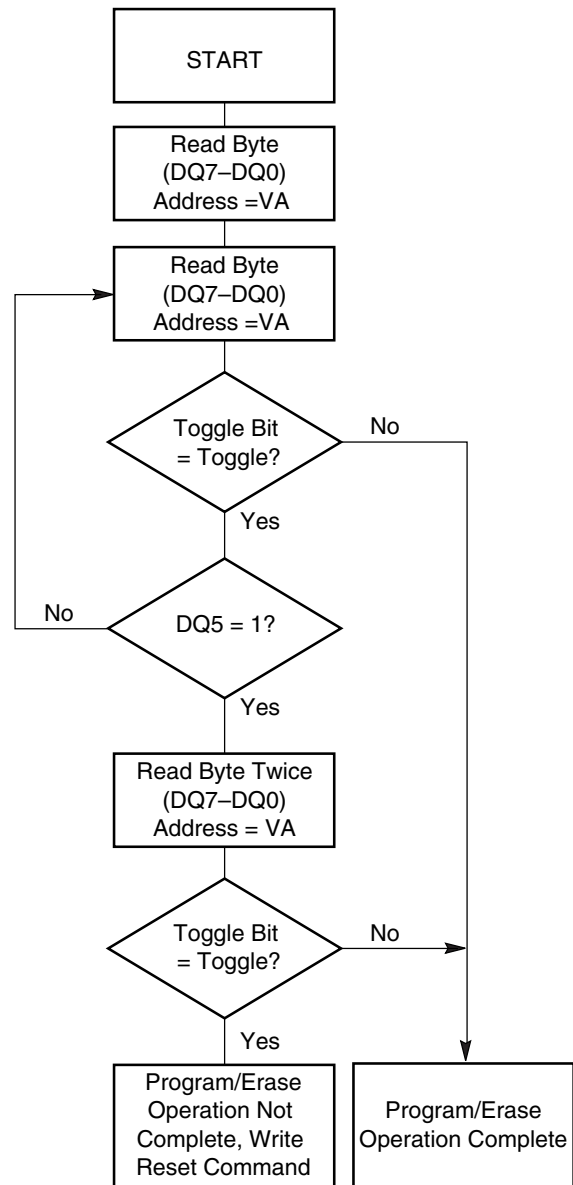 START
Read Byte
(DQ7–DQ0)
Address =VA
Read Byte
(DQ7–DQ0)
Address =VA
Toggle Bit
= Toggle?
No
Yes
No
DQ5 = 1?
Yes
Read Byte Twice
(DQ7–DQ0)
Address = VA
Toggle Bit
= Toggle?
No
Yes
Program/Erase
Operation Not
Complete, Write
Reset Command
Program/Erase
Operation Complete